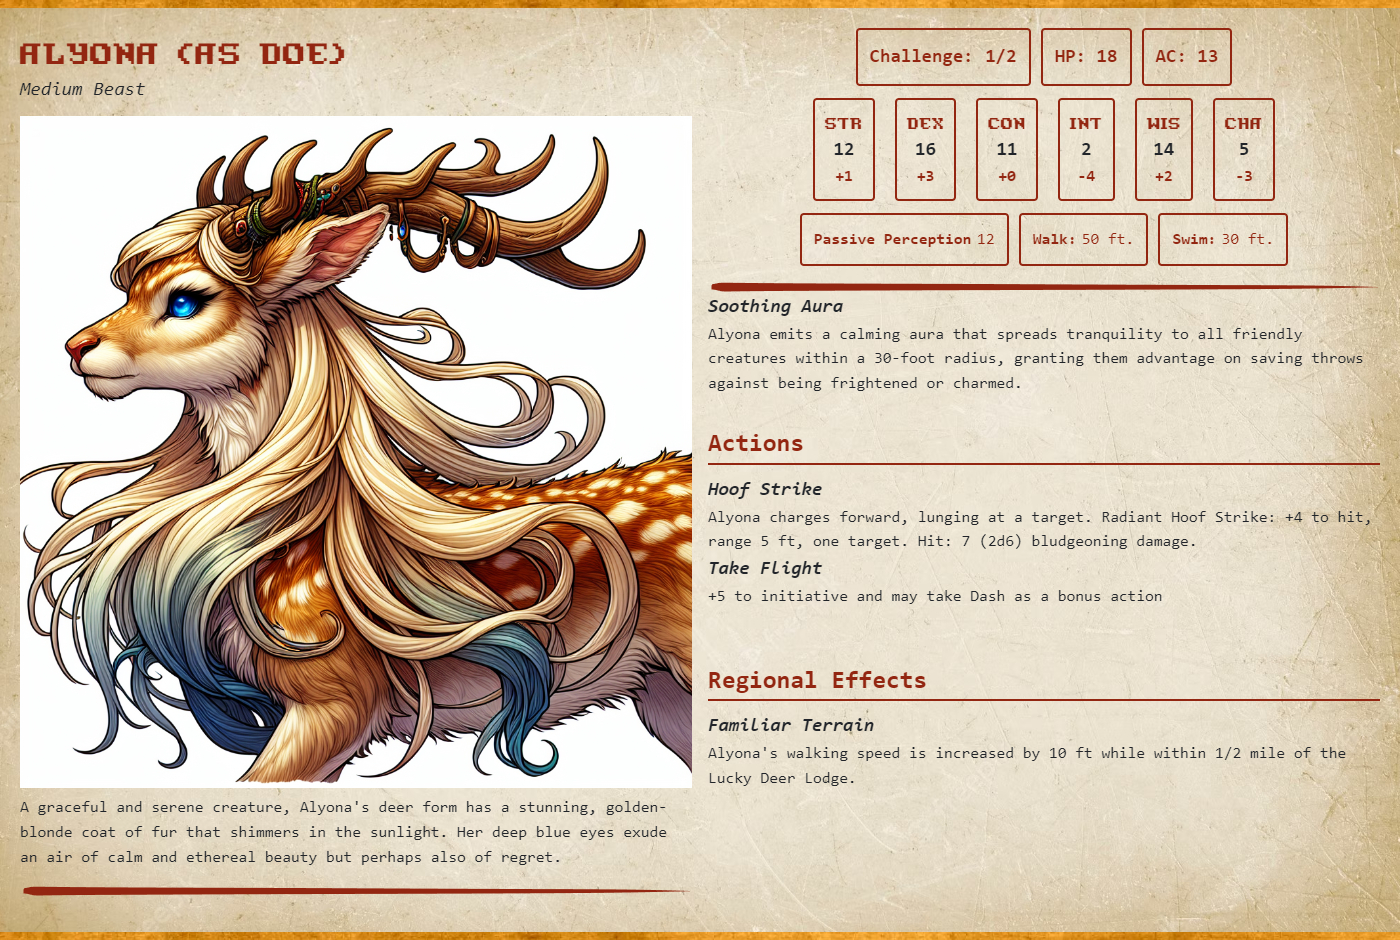 ALYONA (AS DOE)
Medium Beast
A graceful and serene creature, Alyona's deer form has a stunning, golden-
blonde coat of fur that shimmers in the sunlight. Her deep blue eyes exude
an air of calm and ethereal beauty but perhaps also of regret.
Challenge: 1/2 HP: 18 AC: 13
STR DEX CON INT WIS CHA
12 16 11 2 14 5
+1 +3 +0 -4 +2 -3
Passive Perception 12 Walk: 50 ft. Swim: 30 ft.
Soothing Aura
Alyona emits a calming aura that spreads tranquility to all friendly
creatures within a 30-foot radius, granting them advantage on saving throws
against being frightened or charmed.
Actions
Hoof Strike
Alyona charges forward, lunging at a target. Radiant Hoof Strike: +4 to hit,
range 5 ft, one target. Hit: 7 (2d6) bludgeoning damage.
Take Flight
+5 to initiative and may take Dash as a bonus action
Regional Effects
Familiar Terrain
Alyona's walking speed is increased by 10 ft while within 1/2 mile of the
Lucky Deer Lodge.